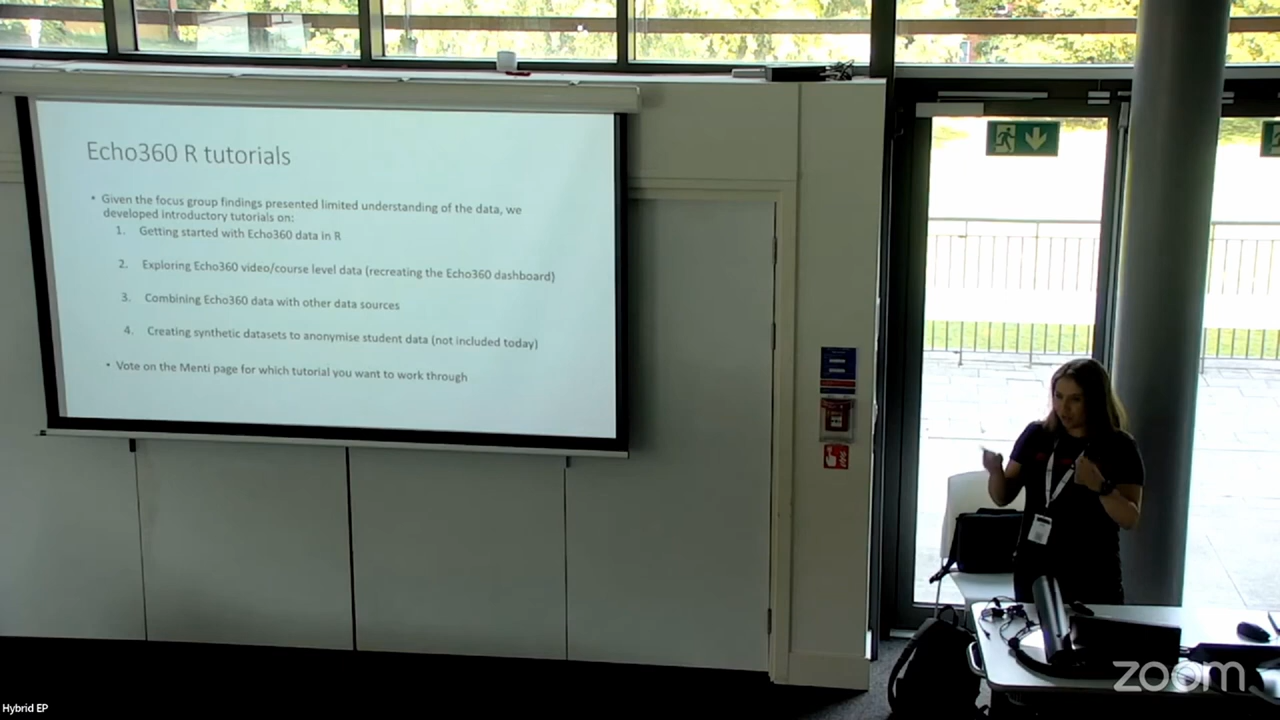 Echo360 R tutorials
• Given the focus group findings presented limited understanding of the data, we
developed introductory tutorials on:
1. Getting started with Echo360 data in R
2. Exploring Echo360 video/course level data (recreating the Echo360 dashboard)
3. Combining Echo360 data with other data sources
4. Creating synthetic datasets to anonymise student data (not included today)
• Vote on the Menti page for which tutorial you want to work through
zoom
Hybrid EP